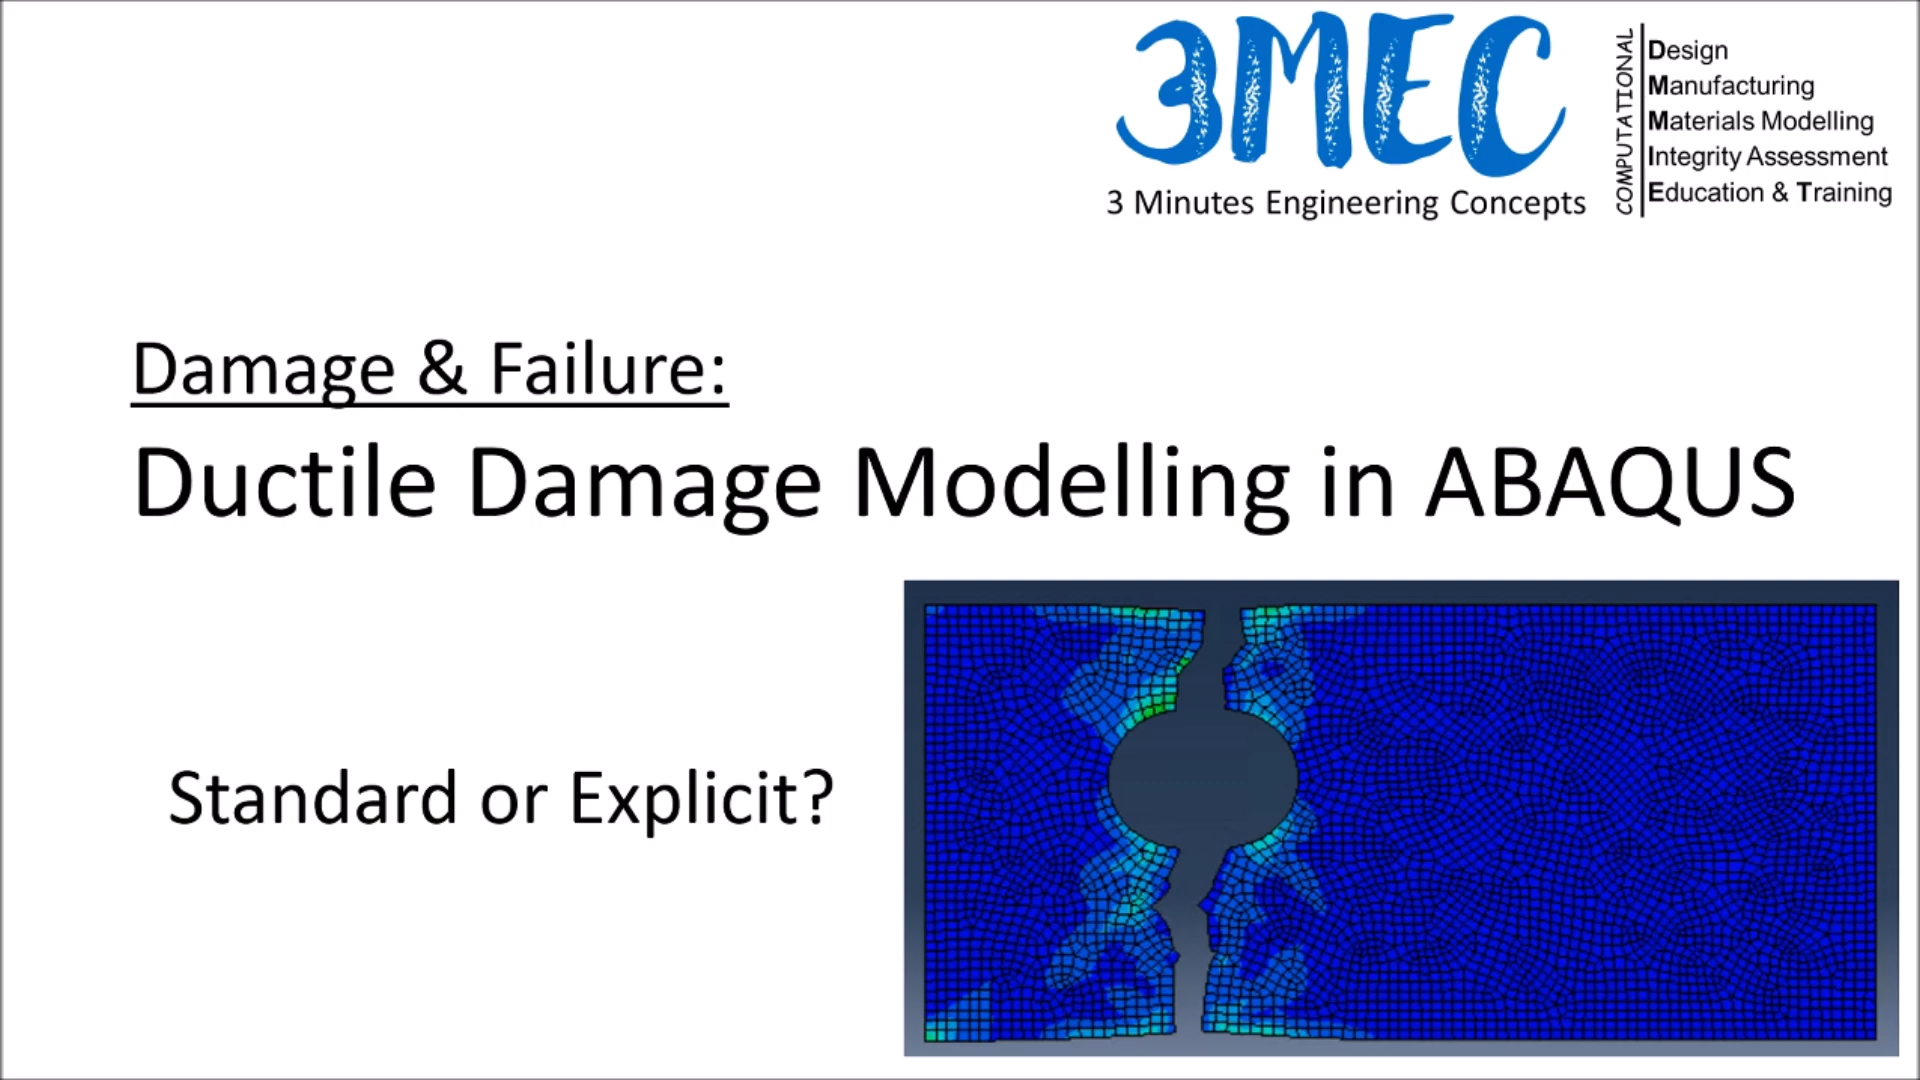 3MEC
3 Minutes Engineering Concepts
COMPUTATIONAL
Design
Manufacturing
Materials Modelling
Integrity Assessment
Education & Training
Damage & Failure:
Ductile Damage Modelling in ABAQUS
Standard or Explicit?